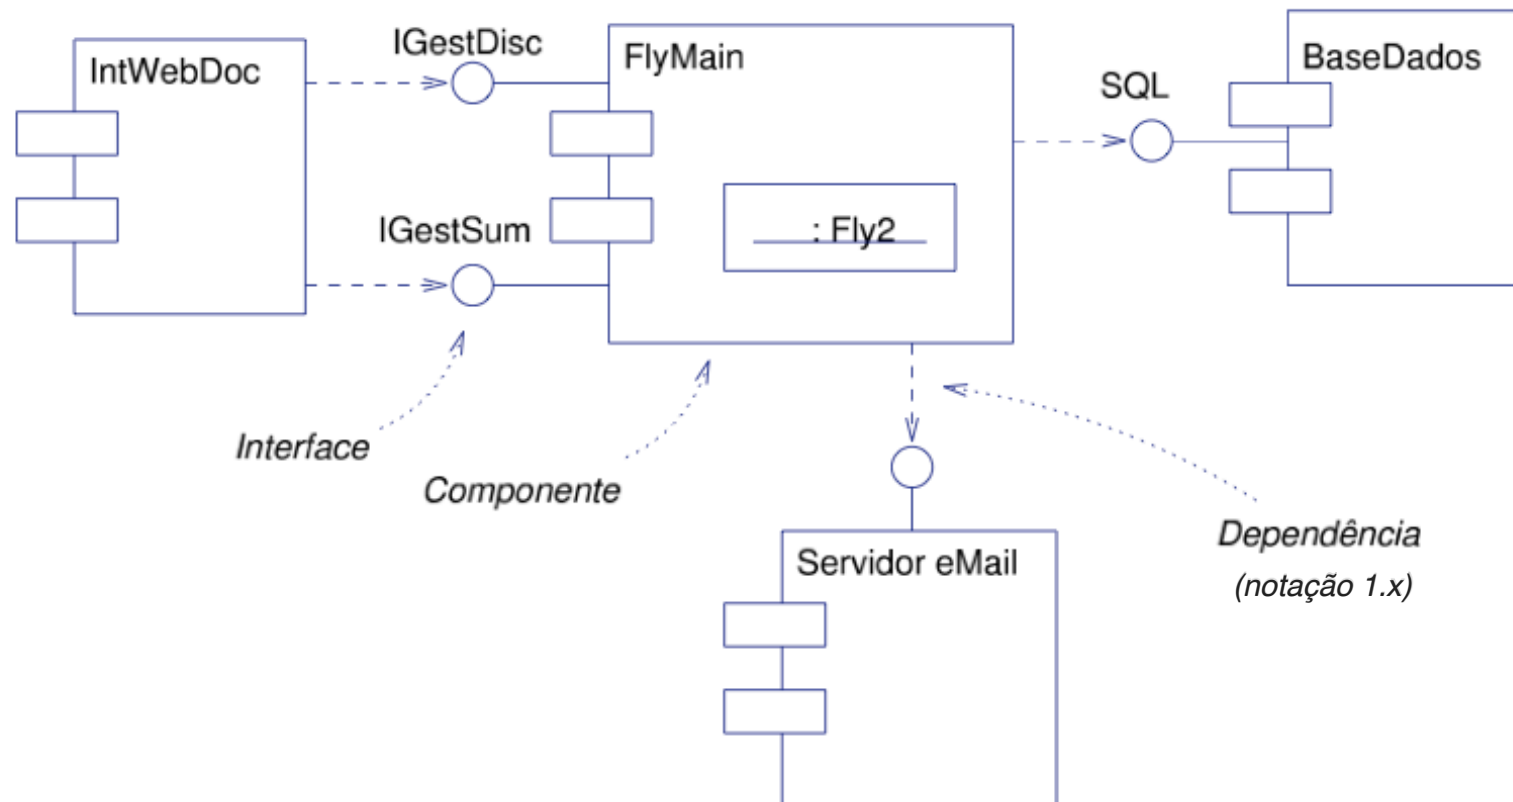 IGestDisc
IntWebDoc
FlyMain
BaseDados
SQL
IGestSum
: Fly2
Interface
Componente
Dependência
(notação 1.x)
Servidor eMail